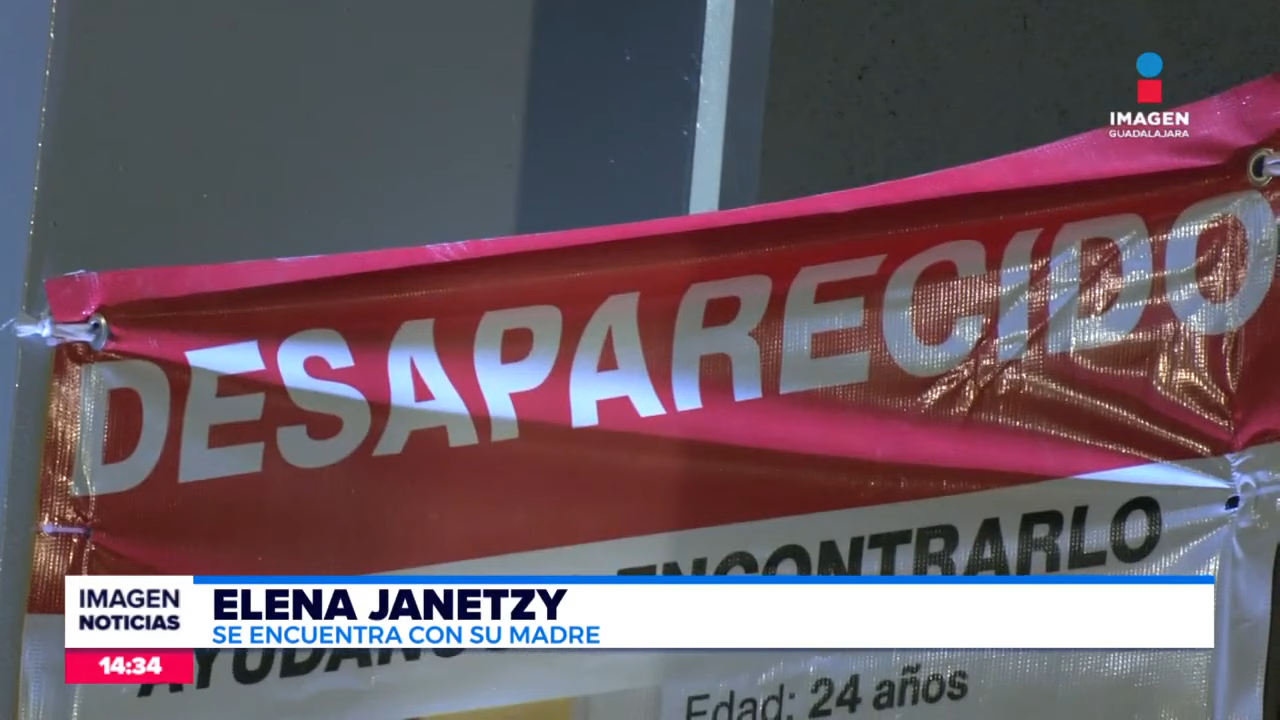 IMAGEN
GUADALAJARA
DESAPARECIDO
ENCONTRARLO
IMAGEN
NOTICIAS
ELENA JANETZY
SE ENCUENTRA CON SU MADRE
14:34
Edad: 24 años